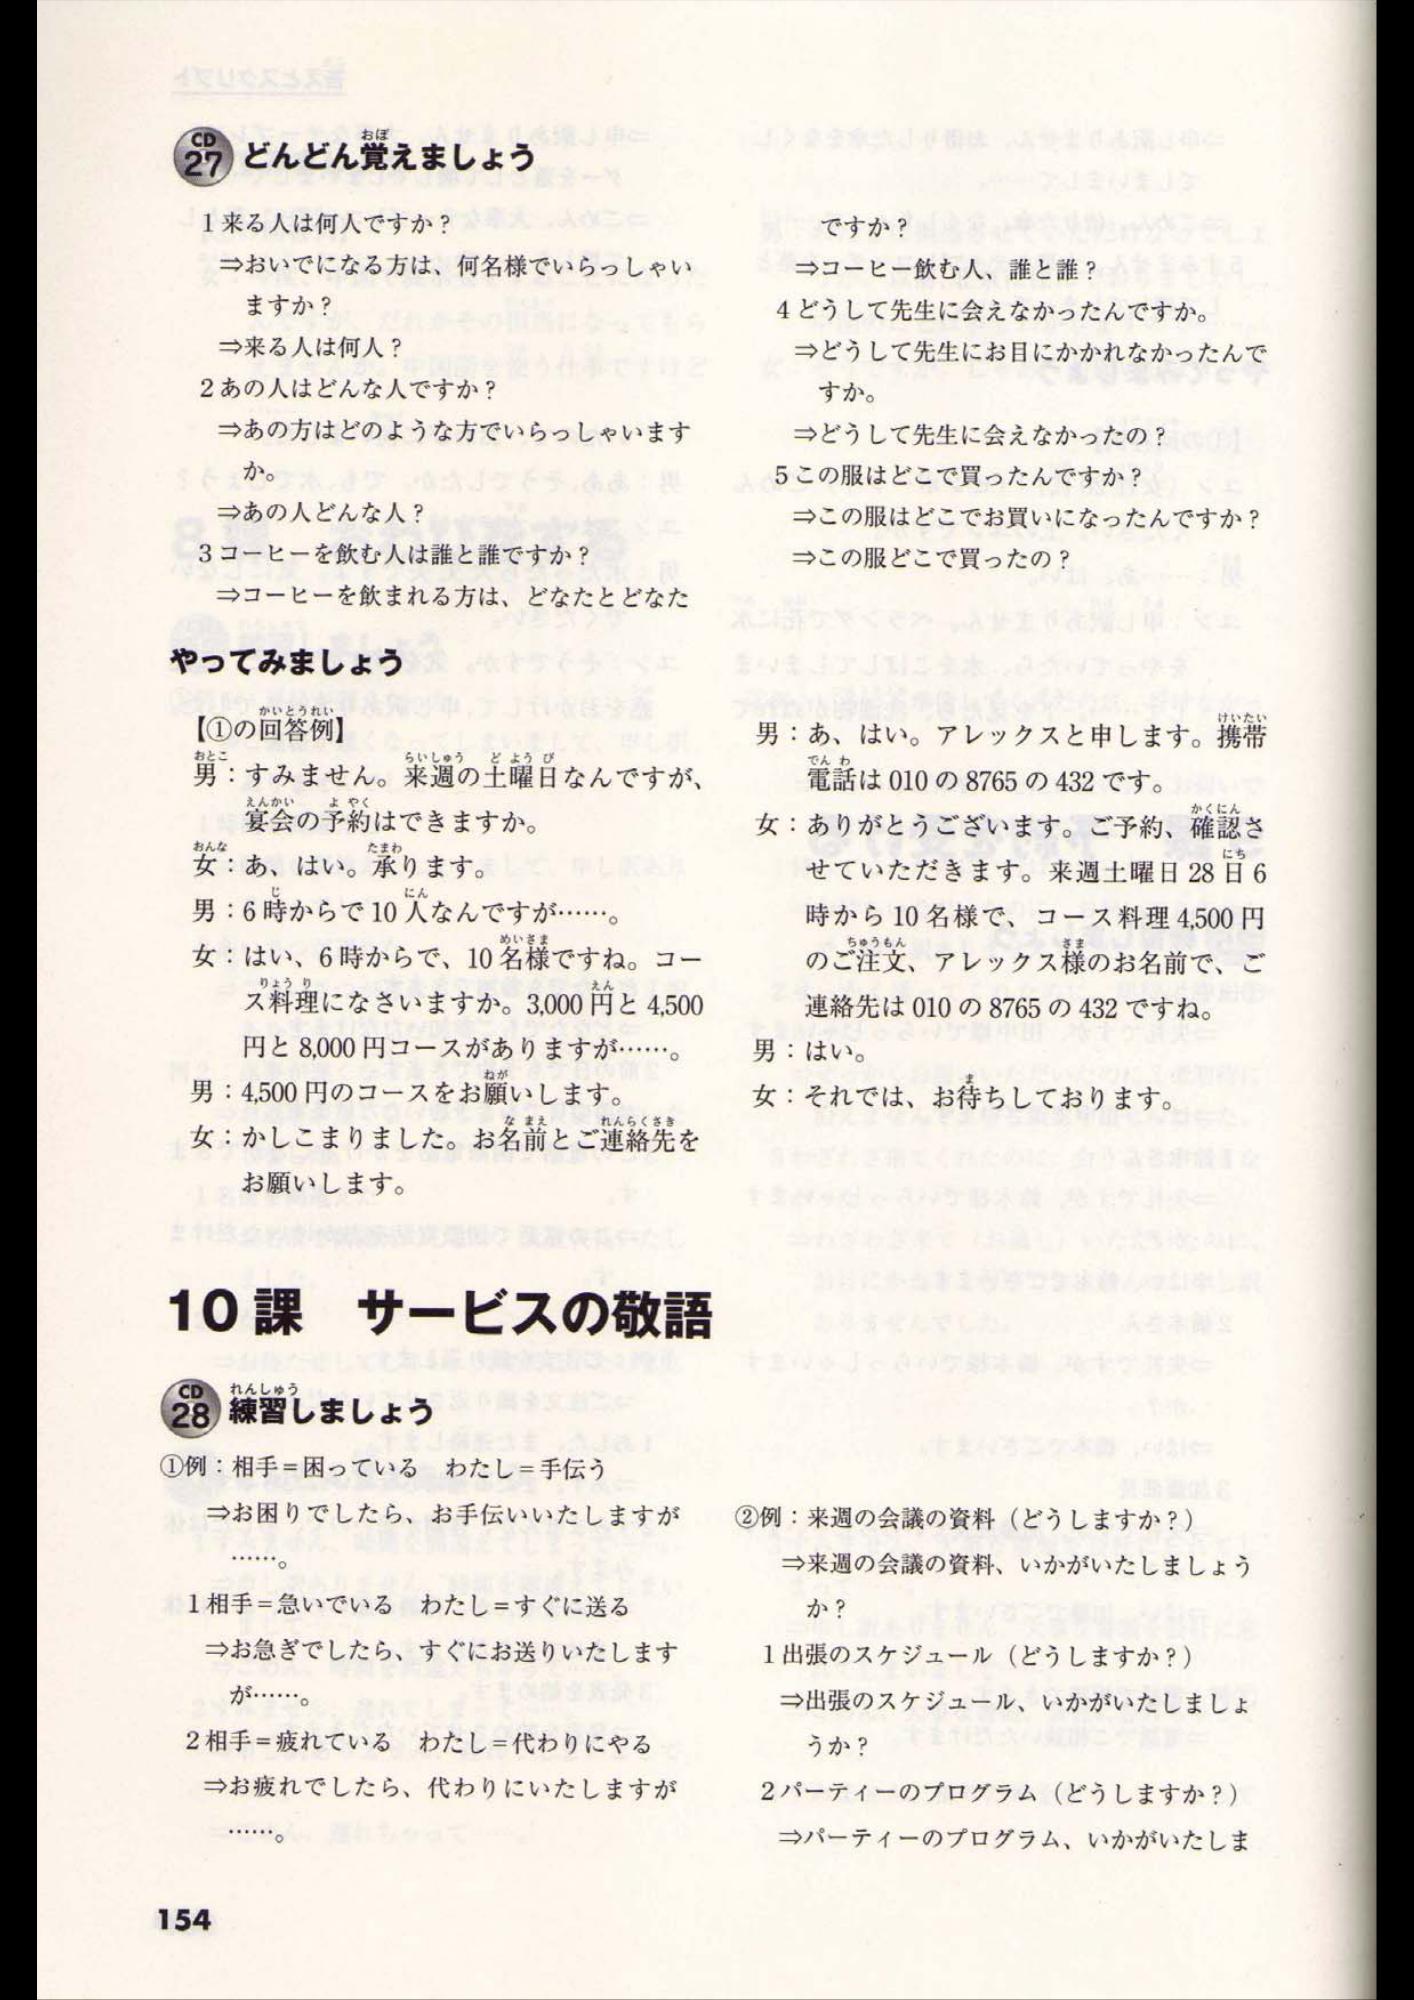 CD 27 どんどん覚えましょう
1 来る人は何人ですか？
⇒おいでになる方は、何名様でいらっしゃい
ますか？
⇒来る人は何人？
2 あの人はどんな人ですか？
⇒あの方はどのような方でいらっしゃいます
か。
⇒あの人どんな人？
3 コーヒーを飲む人は誰と誰ですか？
⇒コーヒーを飲まれる方は、どなたとどなた
ですか？
⇒コーヒー飲む人、誰と誰？
4 どうして先生に会えなかったんですか。
⇒どうして先生にお目にかかれなかったんで
すか。
⇒どうして先生に会えなかったの？
5 この服はどこで買ったんですか？
⇒この服はどこでお買いになったんですか？
⇒この服どこで買ったの？
やってみましょう
【①の回答例】
男：すみません。来週の土曜日なんですが、
宴会の予約はできますか。
女：あ、はい。承ります。
男：6時からで10人なんですが……。
女：はい、6時からで、10名様ですね。コー
ス料理になさいますか。3,000円と4,500
円と8,000円コースがありますが……。
男：4,500円のコースをお願いします。
女：かしこまりました。お名前とご連絡先を
お願いします。
男：あ、はい。アレックスと申します。携帯
電話は010の8765の432です。
女：ありがとうございます。ご予約、確認さ
せていただきます。来週土曜日28日6
時から10名様で、コース料理4,500円
のご注文、アレックス様のお名前で、ご
連絡先は010の8765の432ですね。
男：はい。
女：それでは、お待ちしております。
10課　サービスの敬語
CD 28 練習しましょう
①例：相手＝困っている　わたし＝手伝う
⇒お困りでしたら、お手伝いいたしますが
……。
1 相手＝急いでいる　わたし＝すぐに送る
⇒お急ぎでしたら、すぐにお送りいたします
が……。
2 相手＝疲れている　わたし＝代わりにやる
⇒お疲れでしたら、代わりにいたしますが
……。
②例：来週の会議の資料（どうしますか？）
⇒来週の会議の資料、いかがいたしましょう
か？
1 出張のスケジュール（どうしますか？）
⇒出張のスケジュール、いかがいたしましょ
うか？
2 パーティーのプログラム（どうしますか？）
⇒パーティーのプログラム、いかがいたしま
154